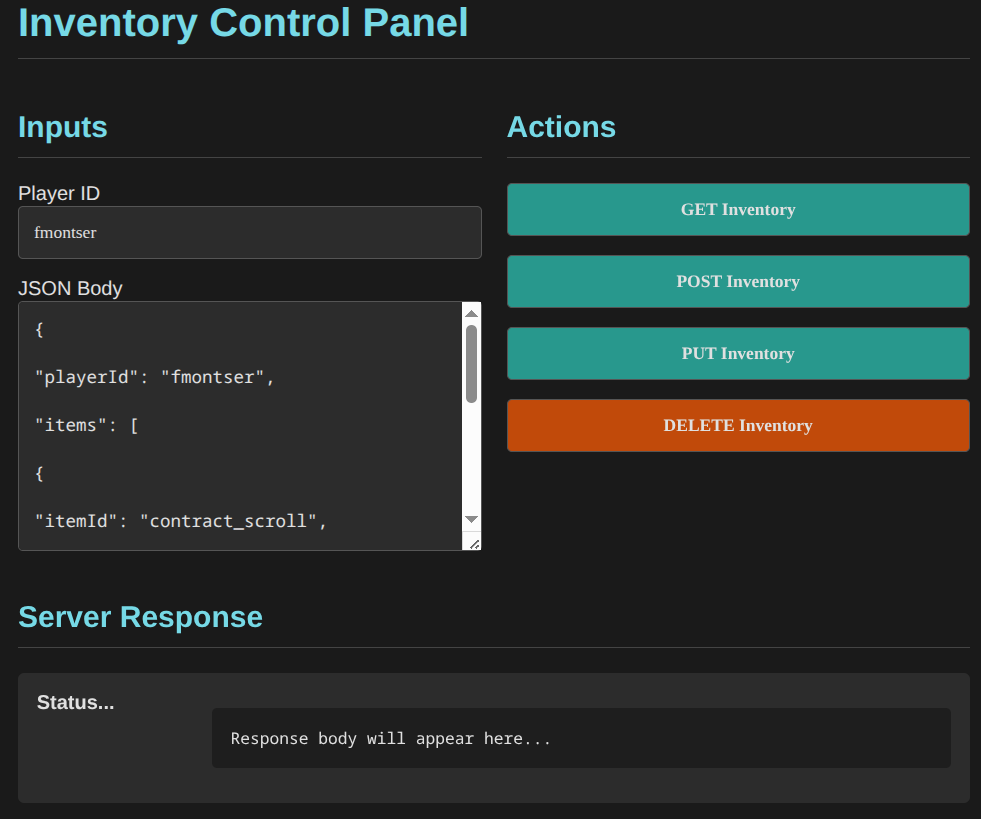 Inventory Control Panel
Inputs
Player ID
fmontser
JSON Body
{
"playerId": "fmontser",
"items": [
{
"itemId": "contract_scroll",
Actions
GET Inventory
POST Inventory
PUT Inventory
DELETE Inventory
Server Response
Status...
Response body will appear here...